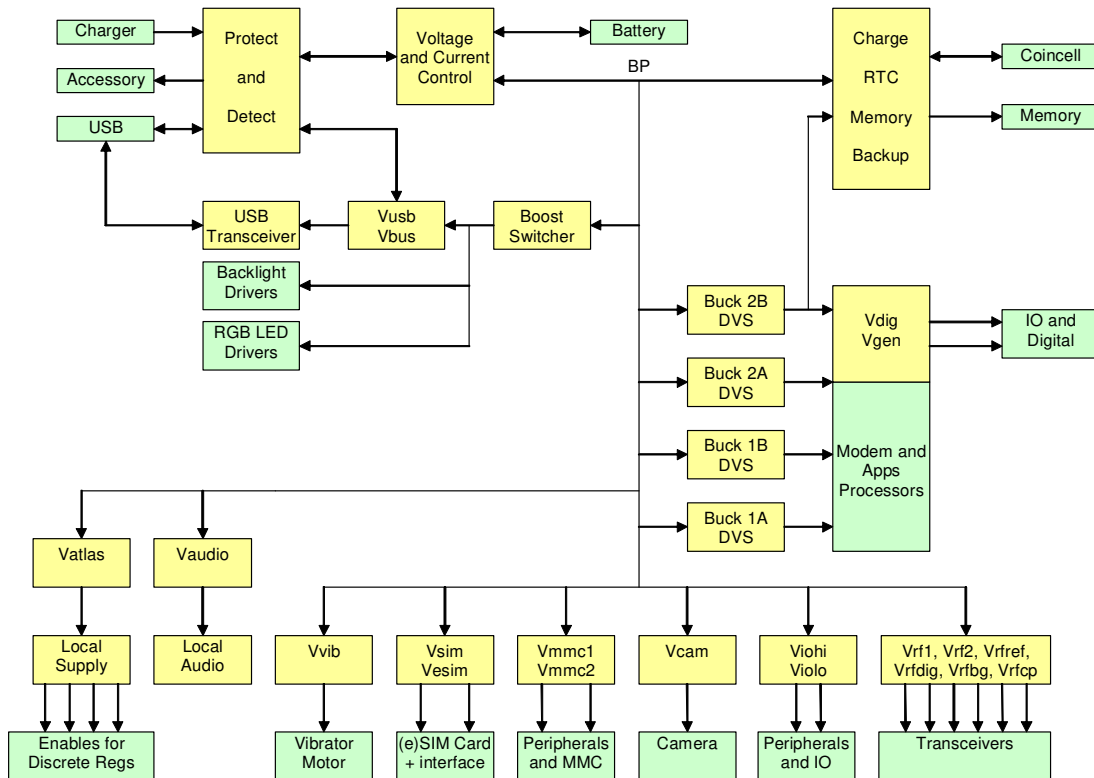 Charger
Protect
and
Detect
Voltage
and Current
Control
Battery
Charge
RTC
Memory
Backup
Coincell
Accessory
BP
USB
Memory
USB
Transceiver
Vusb
Vbus
Boost
Switcher
Backlight
Drivers
RGB LED
Drivers
Buck 2B
DVS
Vdig
Vgen
IO and
Digital
Buck 2A
DVS
Buck 1B
DVS
Modem and
Apps
Processors
Buck 1A
DVS
Vatlas
Vaudio
Local
Supply
Local
Audio
Vvib
Vsim
Vesim
Vmmc1
Vmmc2
Vcam
Viohi
Violo
Vrf1, Vrf2, Vrfref,
Vrfdig, Vrfbg, Vrfcp
Enables for
Discrete Regs
Vibrator
Motor
(e)SIM Card
+ interface
Peripherals
and MMC
Camera
Peripherals
and IO
Transceivers